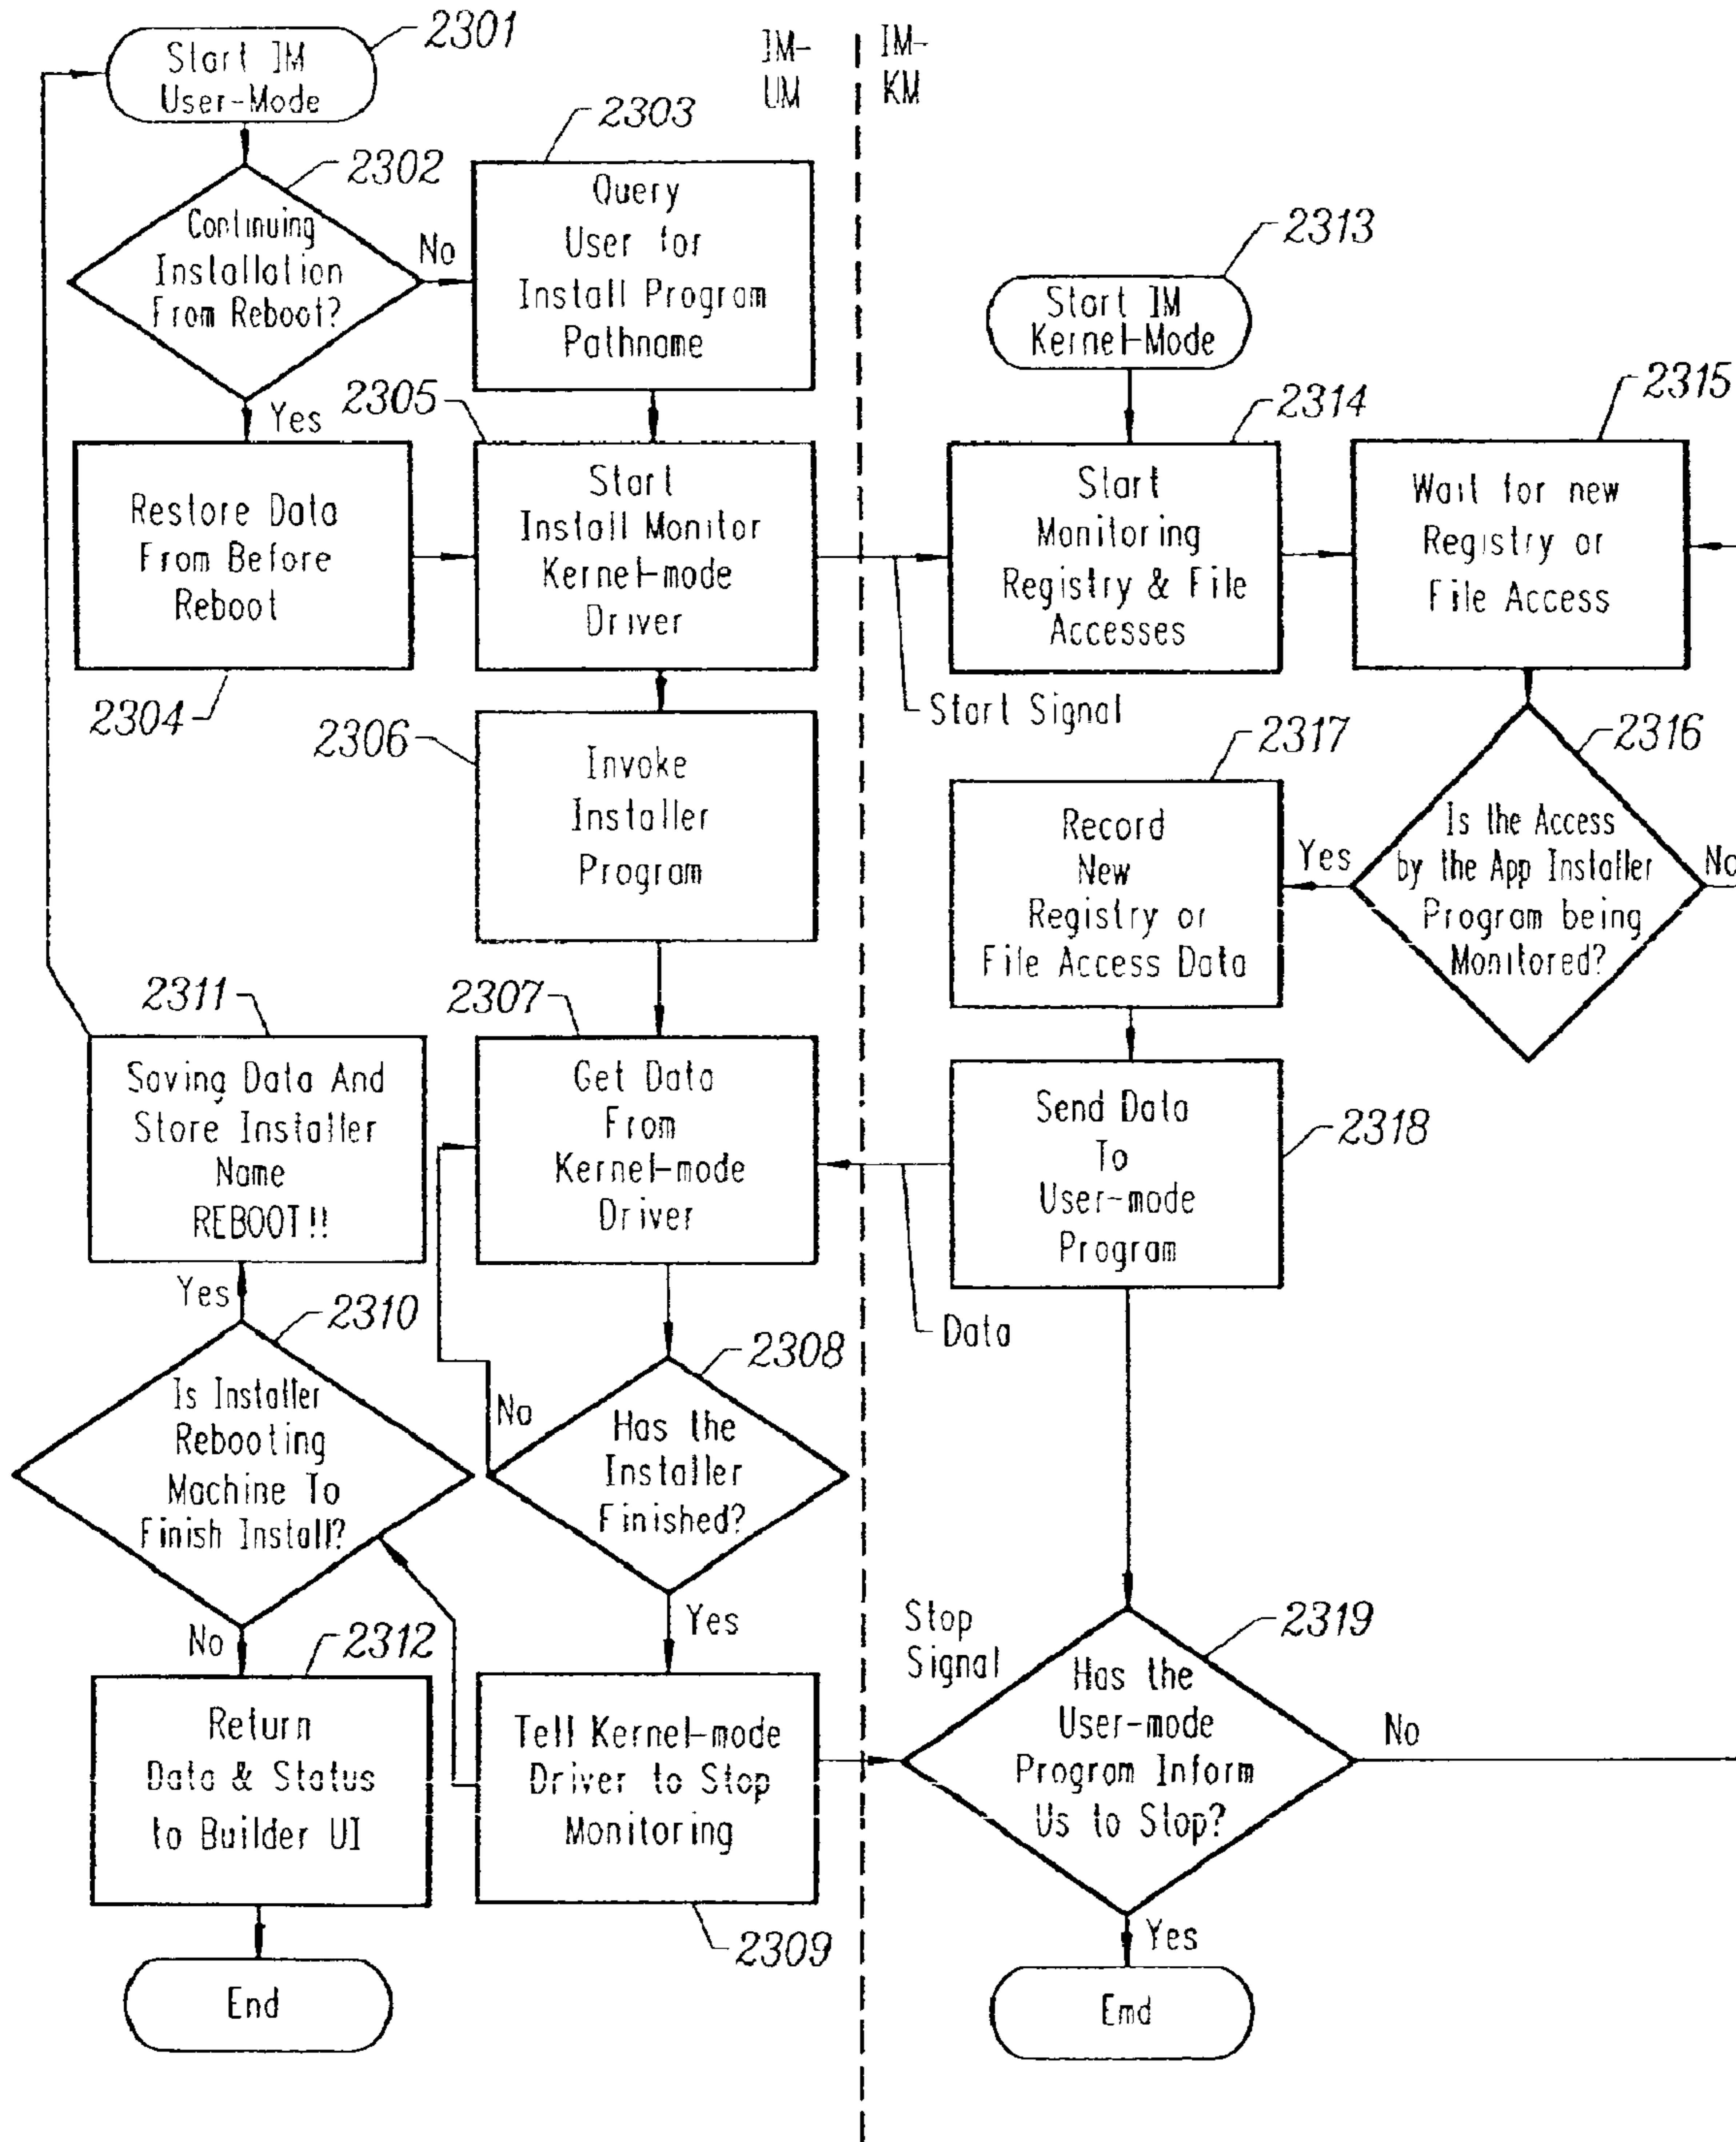 Start IM
User-Mode
2301
IM-
UM
IM-
KM
2302
Continuing
Installation
From Reboot?
No
Yes
2303
Query
User for
Install Program
Pathname
2313
Start IM
Kernel-Mode
2304
Restore Data
From Before
Reboot
2305
Start
Install Monitor
Kernel-mode
Driver
Start Signal
2314
Start
Monitoring
Registry & File
Accesses
2315
Wait for new
Registry or
File Access
2306
Invoke
Installer
Program
2317
Record
New
Registry or
File Access Data
2316
Is the Access
by the App Installer
Program being
Monitored?
Yes
No
2311
Saving Data And
Store Installer
Name
REBOOT!!
2307
Get Data
From
Kernel-mode
Driver
2318
Send Data
To
User-mode
Program
Data
Yes
2310
Is Installer
Rebooting
Machine To
Finish Install?
No
2308
Has the
Installer
Finished?
No
Yes
2312
Return
Data & Status
to Builder UI
End
Tell Kernel-mode
Driver to Stop
Monitoring
2309
Stop
Signal
2319
Has the
User-mode
Program Inform
Us to Stop?
No
Yes
Emd